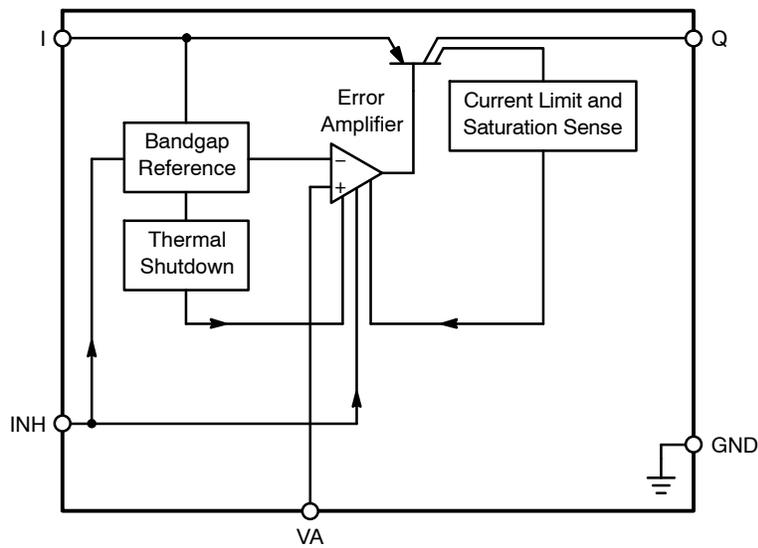 I
Q
Error
Amplifier
Current Limit and
Saturation Sense
Bandgap
Reference
−
+
Thermal
Shutdown
INH
GND
VA